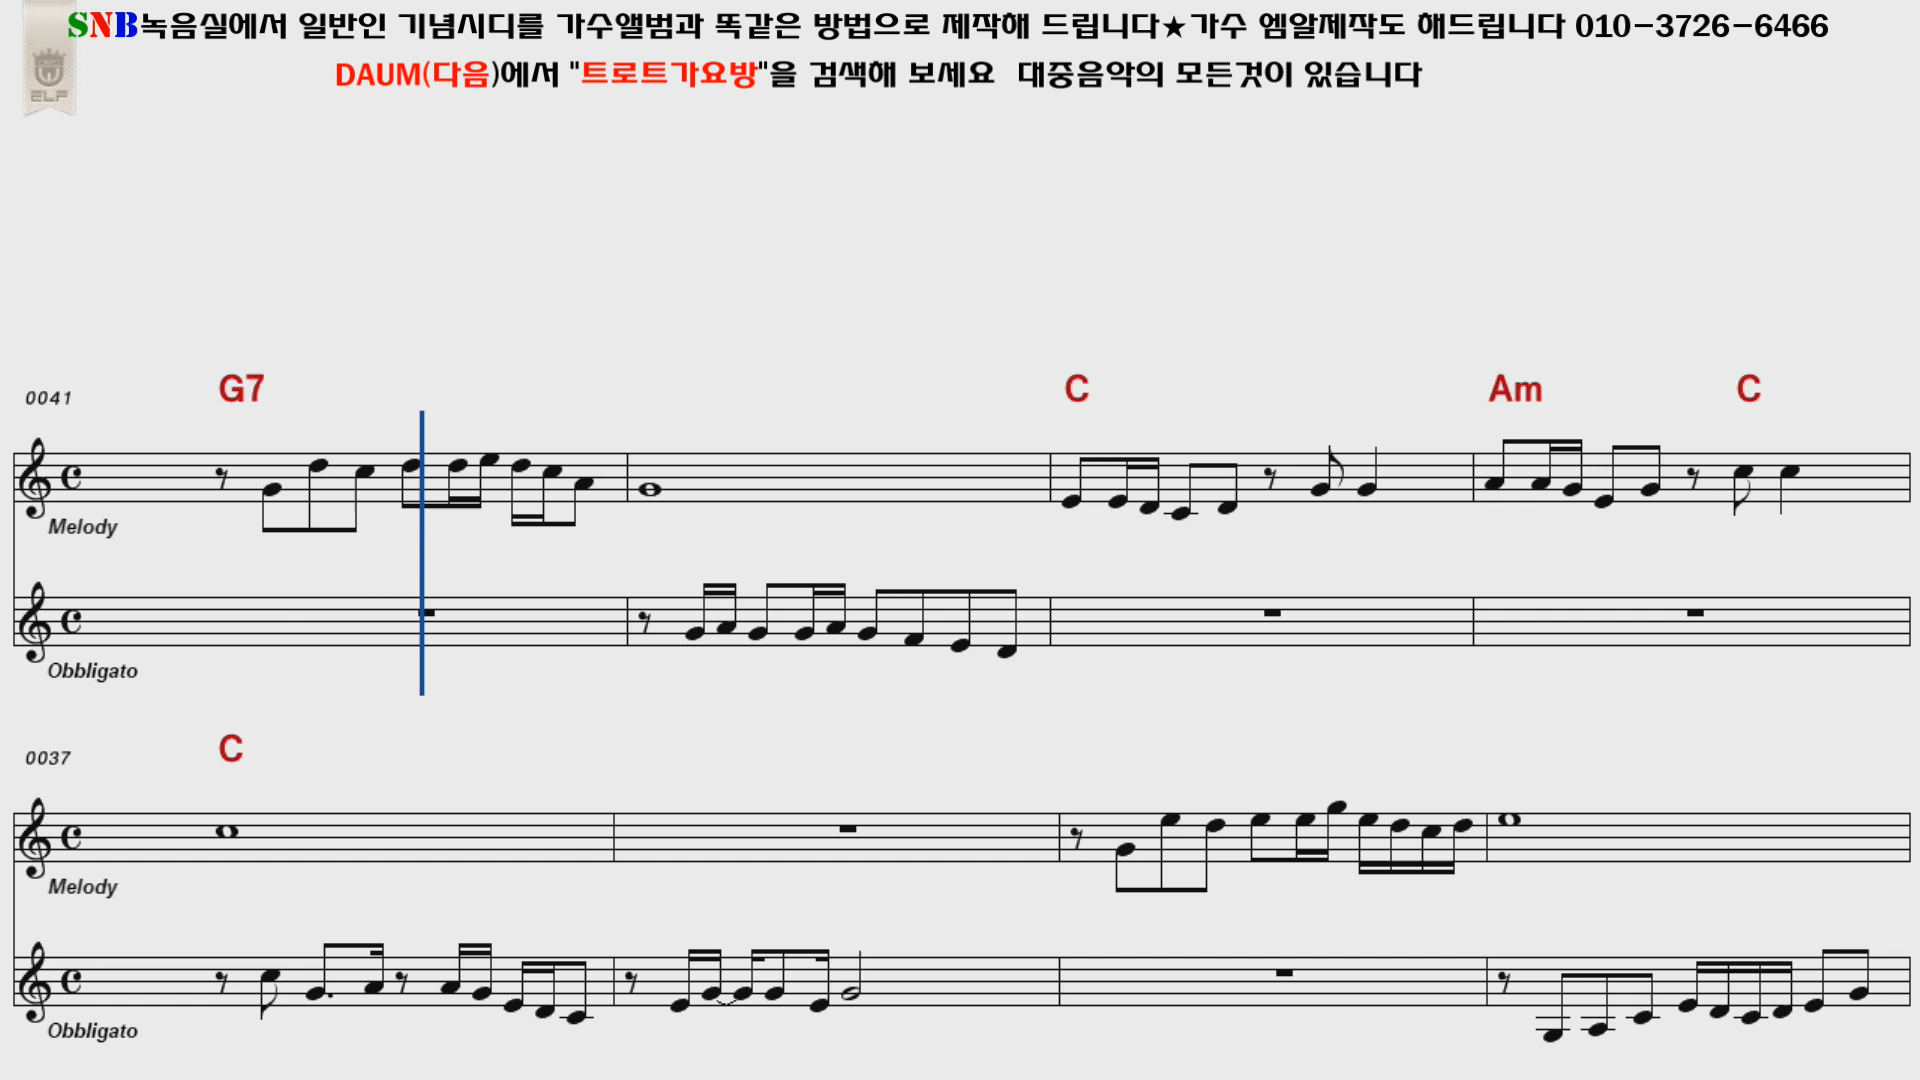 SNB녹음실에서 일반인 기념시디를 가수앨범과 똑같은 방법으로 제작해 드립니다★가수 엠알제작도 해드립니다 010-3726-6466
DAUM(다음)에서 "트로트가요방"을 검색해 보세요 대중음악의 모든것이 있습니다
ELF
0041 G7 C Am C
Melody
Obbligato
0037 C
Melody
Obbligato